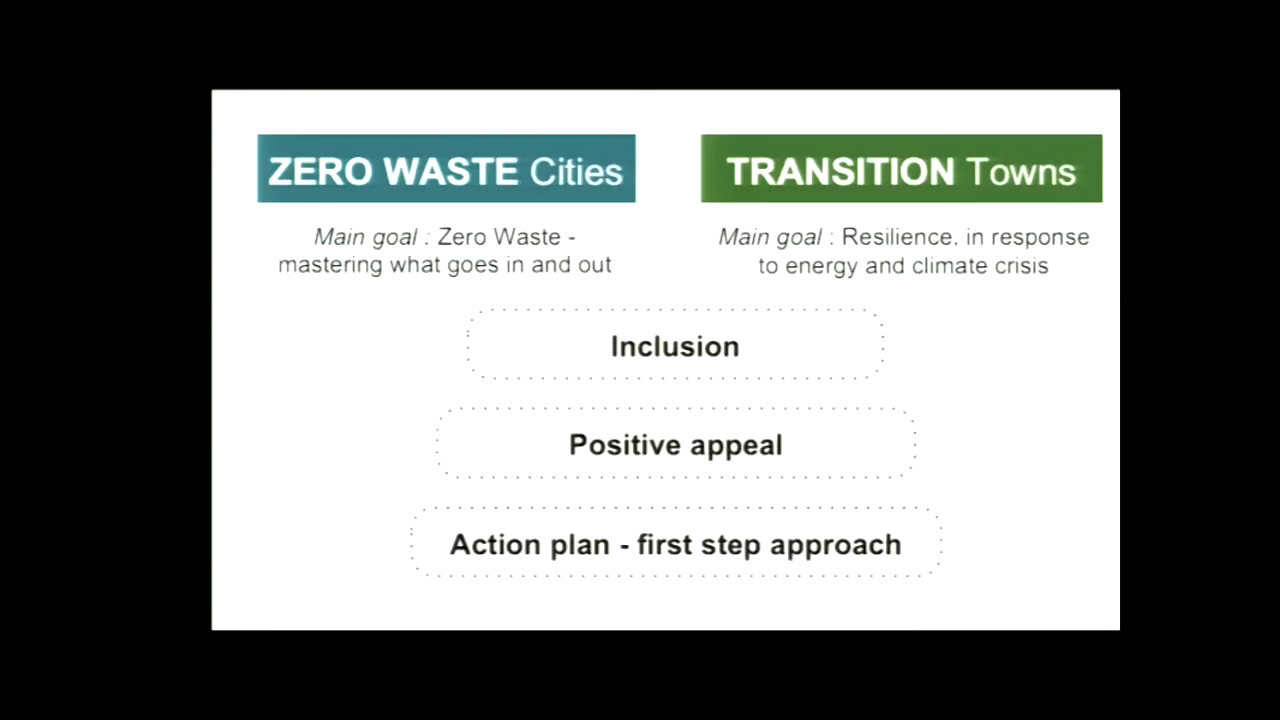 ZERO WASTE Cities
Main goal : Zero Waste -
mastering what goes in and out
TRANSITION Towns
Main goal : Resilience, in response
to energy and climate crisis
Inclusion
Positive appeal
Action plan - first step approach